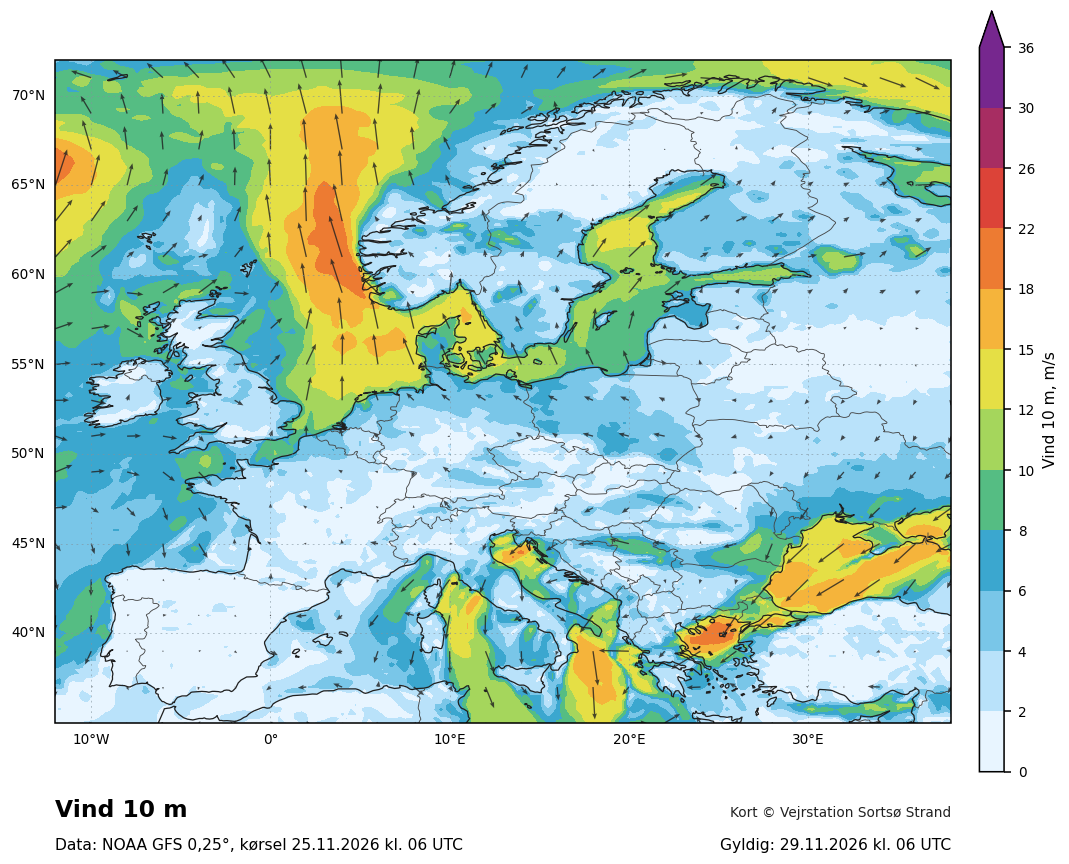 36
30
26
22
18
15
12
10
8
6
4
2
0
Vind 10 m, m/s
70°N
65°N
60°N
55°N
50°N
45°N
40°N
10°W
0°
10°E
20°E
30°E
Vind 10 m
Kort © Vejrstation Sortsø Strand
Data: NOAA GFS 0,25°, kørsel 25.11.2026 kl. 06 UTC
Gyldig: 29.11.2026 kl. 06 UTC